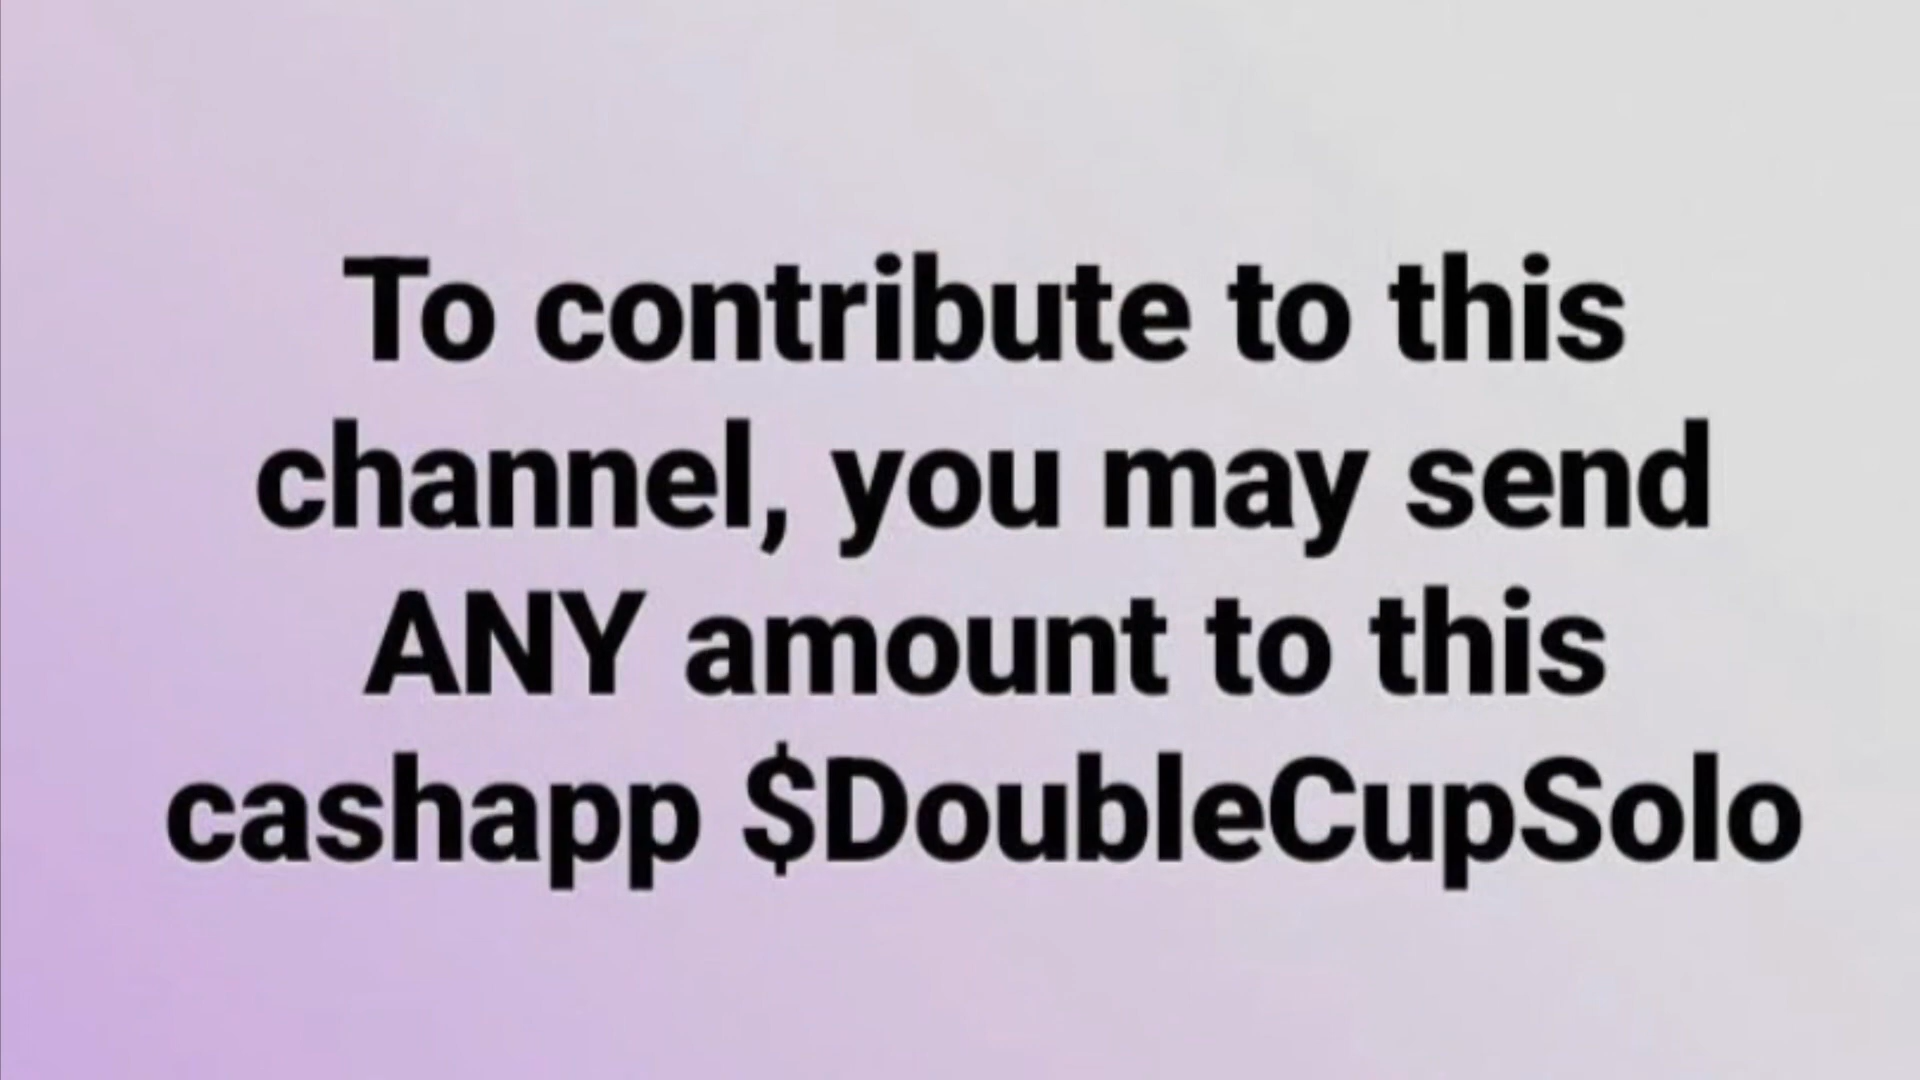 To contribute to this
channel, you may send
ANY amount to this
cashapp $DoubleCupSolo